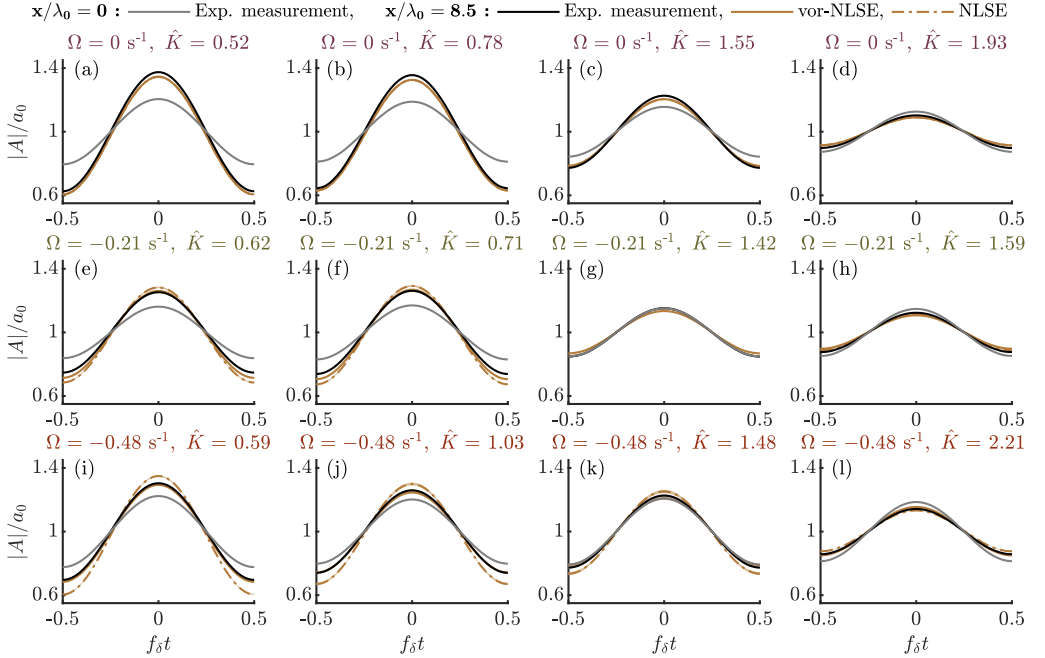 x/λ₀ = 0 : Exp. measurement, x/λ₀ = 8.5 : Exp. measurement, vor-NLSE, NLSE
Ω = 0 s⁻¹, K̂ = 0.52 Ω = 0 s⁻¹, K̂ = 0.78 Ω = 0 s⁻¹, K̂ = 1.55 Ω = 0 s⁻¹, K̂ = 1.93
1.4 (a) (b) (c) (d)
|A|/a₀ 1
0.6
-0.5 0 0.5 -0.5 0 0.5 -0.5 0 0.5 -0.5 0 0.5
Ω = −0.21 s⁻¹, K̂ = 0.62 Ω = −0.21 s⁻¹, K̂ = 0.71 Ω = −0.21 s⁻¹, K̂ = 1.42 Ω = −0.21 s⁻¹, K̂ = 1.59
1.4 (e) (f) (g) (h)
|A|/a₀ 1
0.6
-0.5 0 0.5 -0.5 0 0.5 -0.5 0 0.5 -0.5 0 0.5
Ω = −0.48 s⁻¹, K̂ = 0.59 Ω = −0.48 s⁻¹, K̂ = 1.03 Ω = −0.48 s⁻¹, K̂ = 1.48 Ω = −0.48 s⁻¹, K̂ = 2.21
1.4 (i) (j) (k) (l)
|A|/a₀ 1
0.6
-0.5 0 0.5 -0.5 0 0.5 -0.5 0 0.5 -0.5 0 0.5
f_δt f_δt f_δt f_δt